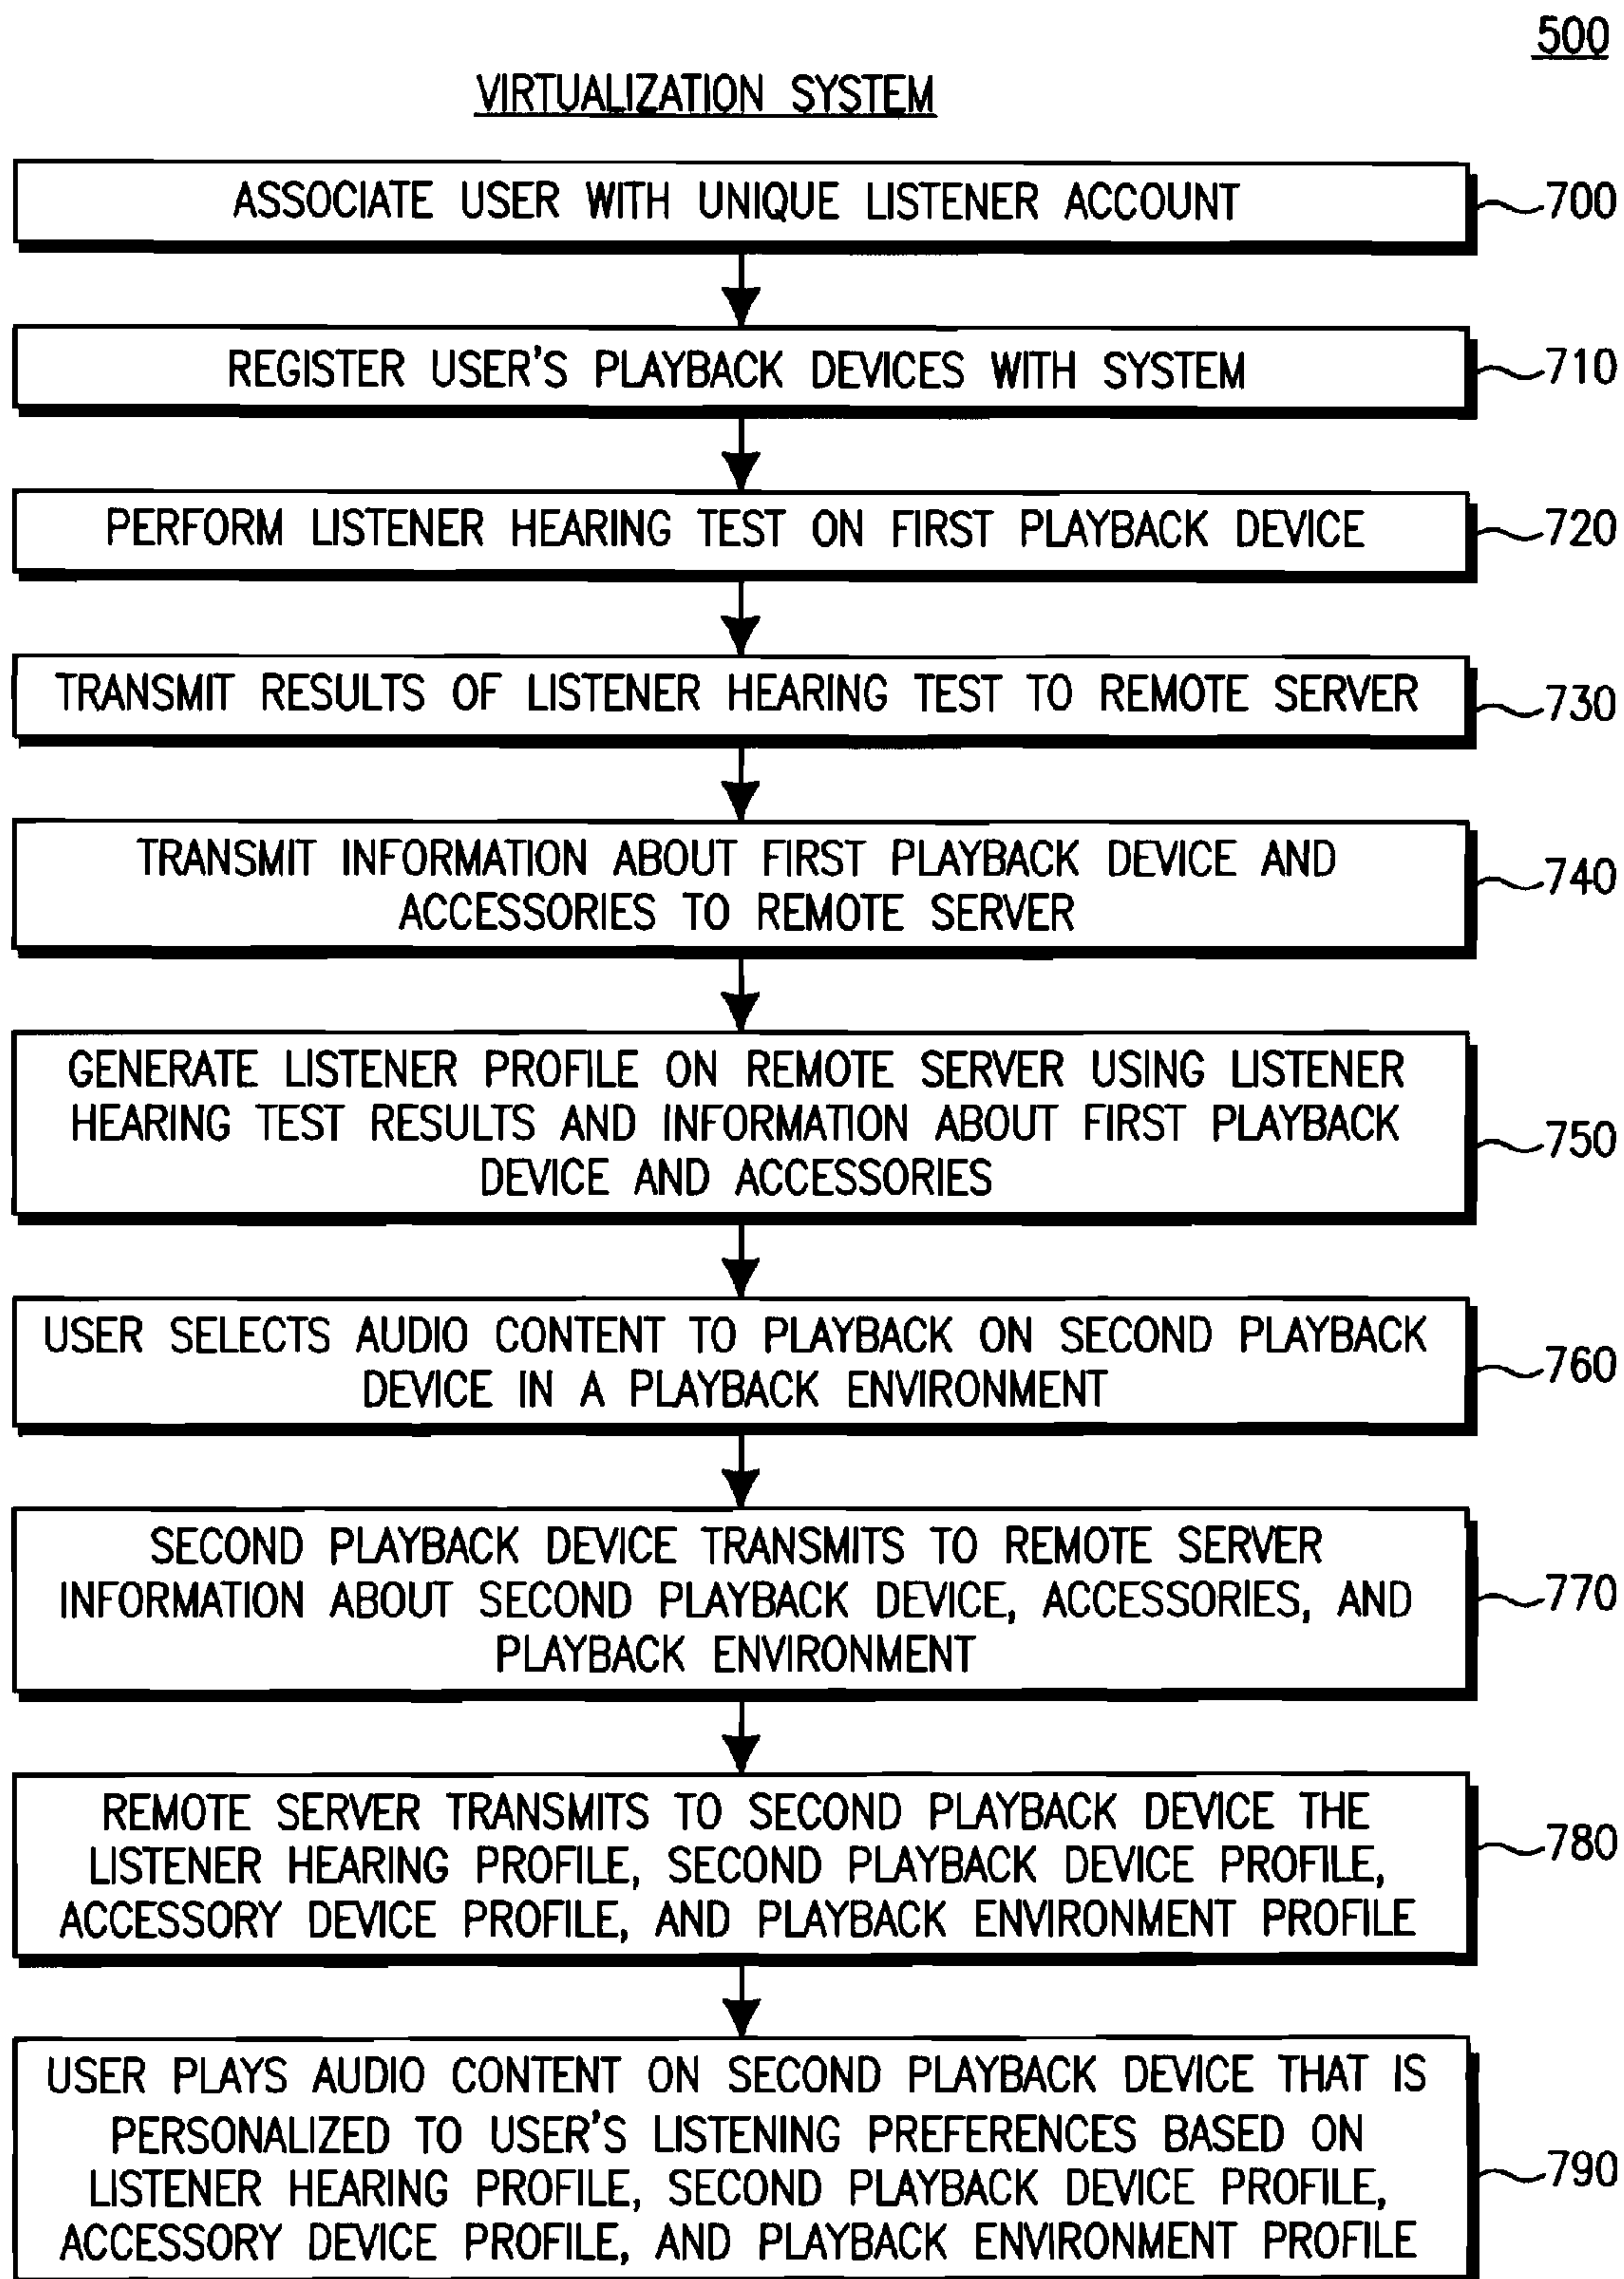 500
VIRTUALIZATION SYSTEM
ASSOCIATE USER WITH UNIQUE LISTENER ACCOUNT
700
REGISTER USER'S PLAYBACK DEVICES WITH SYSTEM
710
PERFORM LISTENER HEARING TEST ON FIRST PLAYBACK DEVICE
720
TRANSMIT RESULTS OF LISTENER HEARING TEST TO REMOTE SERVER
730
TRANSMIT INFORMATION ABOUT FIRST PLAYBACK DEVICE AND
ACCESSORIES TO REMOTE SERVER
740
GENERATE LISTENER PROFILE ON REMOTE SERVER USING LISTENER
HEARING TEST RESULTS AND INFORMATION ABOUT FIRST PLAYBACK
DEVICE AND ACCESSORIES
750
USER SELECTS AUDIO CONTENT TO PLAYBACK ON SECOND PLAYBACK
DEVICE IN A PLAYBACK ENVIRONMENT
760
SECOND PLAYBACK DEVICE TRANSMITS TO REMOTE SERVER
INFORMATION ABOUT SECOND PLAYBACK DEVICE, ACCESSORIES, AND
PLAYBACK ENVIRONMENT
770
REMOTE SERVER TRANSMITS TO SECOND PLAYBACK DEVICE THE
LISTENER HEARING PROFILE, SECOND PLAYBACK DEVICE PROFILE,
ACCESSORY DEVICE PROFILE, AND PLAYBACK ENVIRONMENT PROFILE
780
USER PLAYS AUDIO CONTENT ON SECOND PLAYBACK DEVICE THAT IS
PERSONALIZED TO USER'S LISTENING PREFERENCES BASED ON
LISTENER HEARING PROFILE, SECOND PLAYBACK DEVICE PROFILE,
ACCESSORY DEVICE PROFILE, AND PLAYBACK ENVIRONMENT PROFILE
790